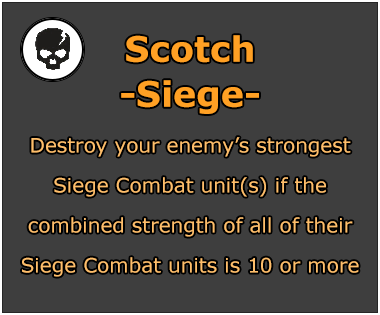 Scotch
-Siege-
Destroy your enemy’s strongest
Siege Combat unit(s) if the
combined strength of all of their
Siege Combat units is 10 or more